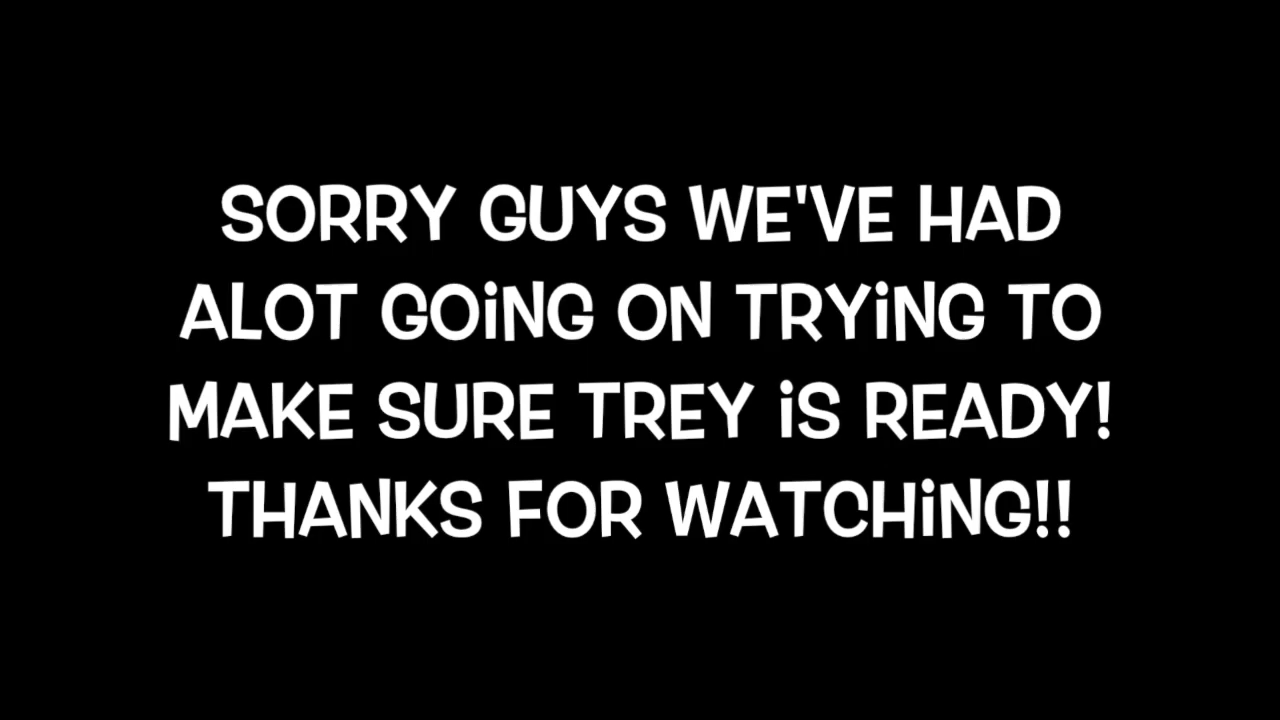 SORRY GUYS WE'VE HAD
ALOT GOiNG ON TRYiNG TO
MAKE SURE TREY iS READY!
THANKS FOR WATCHiNG!!